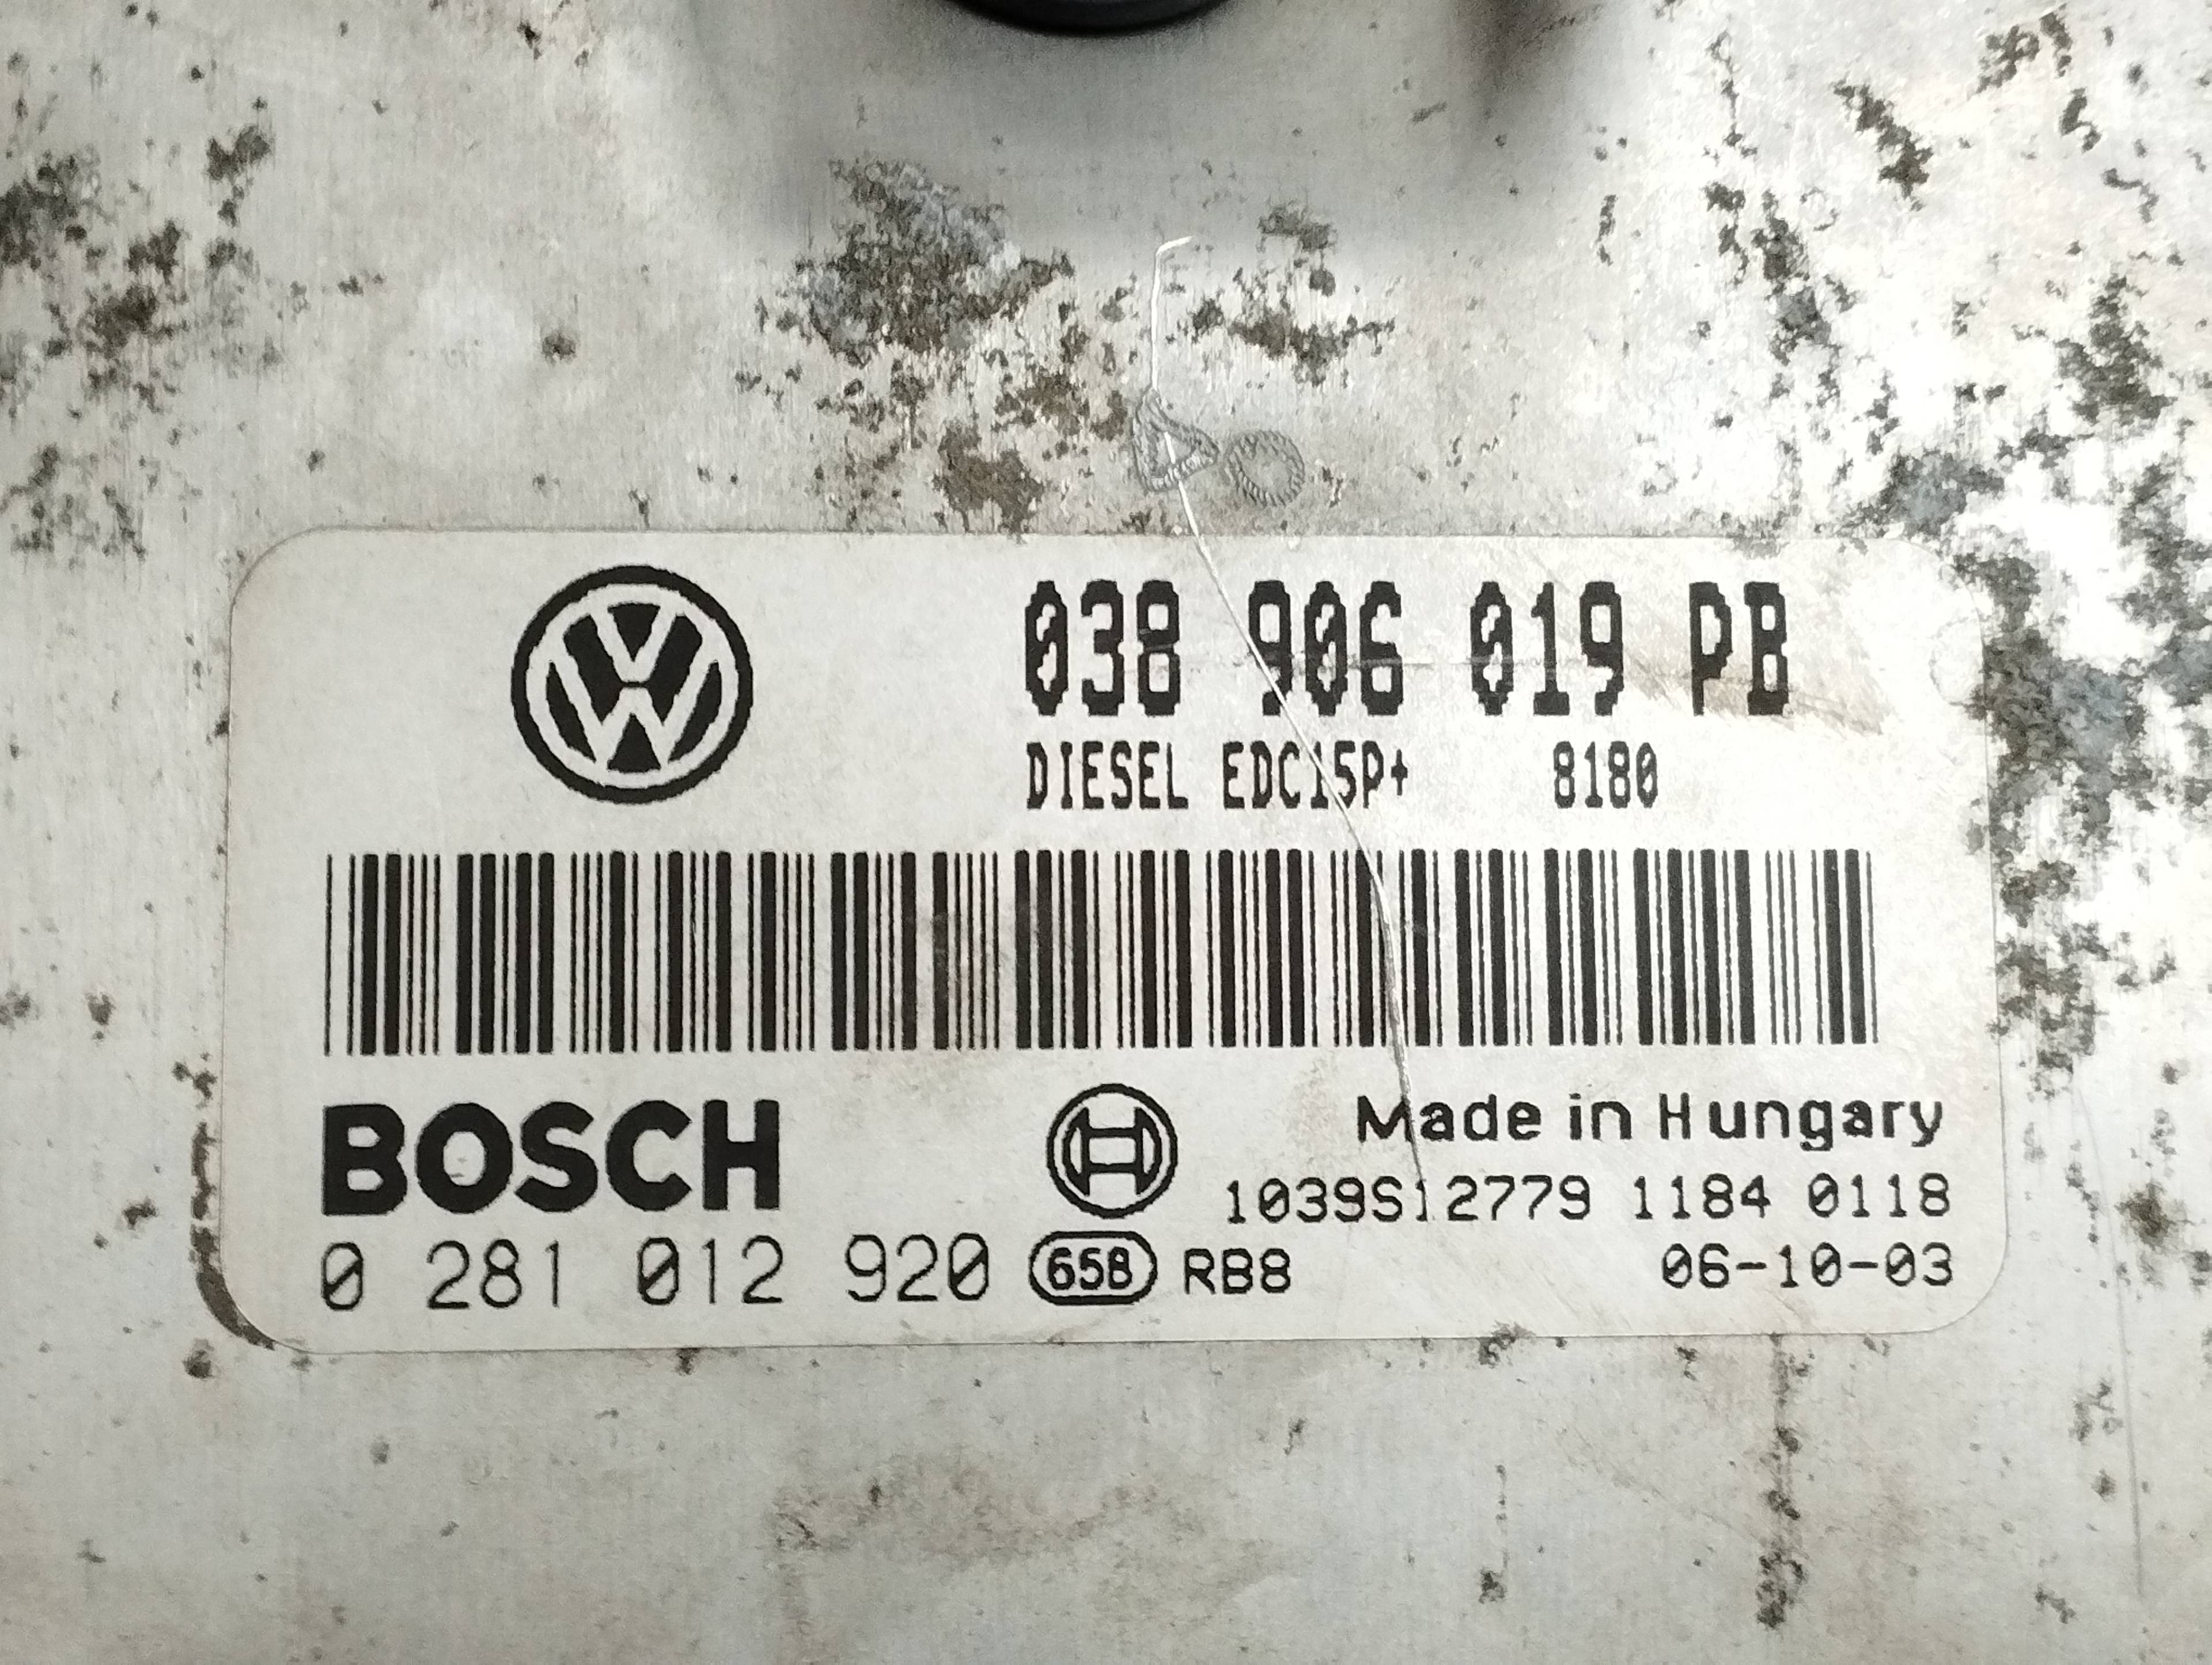 038 906 019 PB
DIESEL EDC15P+ 8180
BOSCH
Made in Hungary
1039S12779 1184 0118
0 281 012 920 658 RB8 06-10-03